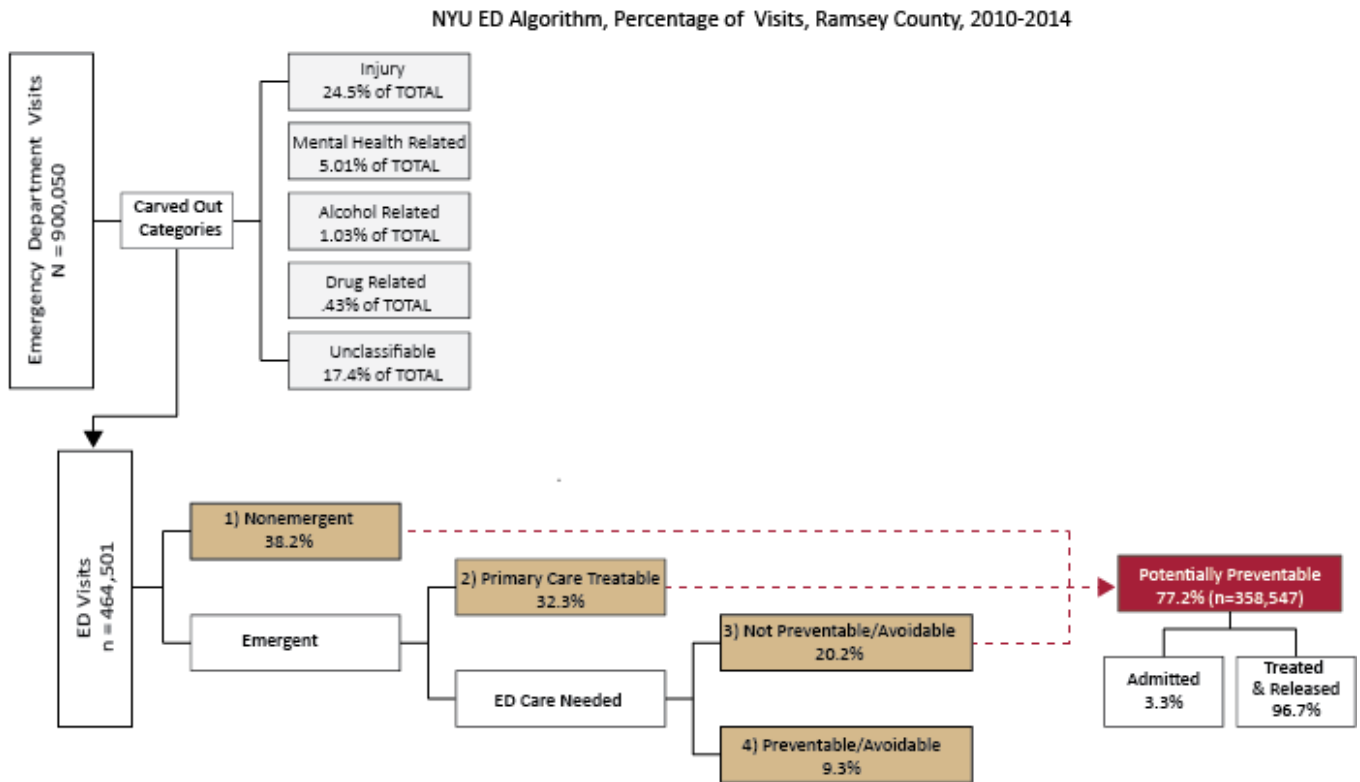 NYU ED Algorithm, Percentage of Visits, Ramsey County, 2010-2014
Emergency Department Visits
N = 900,050
Carved Out
Categories
Injury
24.5% of TOTAL
Mental Health Related
5.01% of TOTAL
Alcohol Related
1.03% of TOTAL
Drug Related
.43% of TOTAL
Unclassifiable
17.4% of TOTAL
ED Visits
n = 464,501
1) Nonemergent
38.2%
Emergent
2) Primary Care Treatable
32.3%
ED Care Needed
3) Not Preventable/Avoidable
20.2%
4) Preventable/Avoidable
9.3%
Potentially Preventable
77.2% (n=358,547)
Admitted
3.3%
Treated
& Released
96.7%